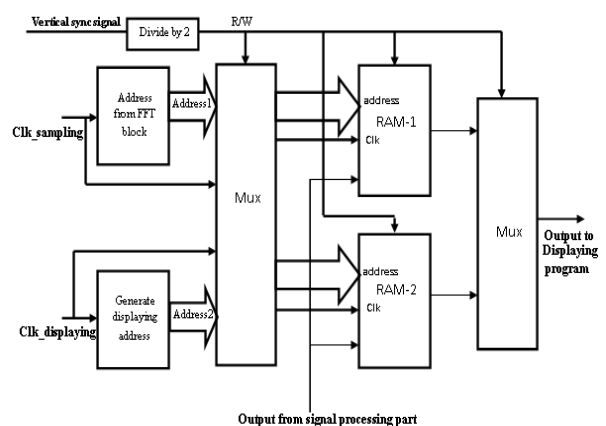 Vertical sync signal
Divide by 2
R/W
Address
from FFT
block
Address1
Clk_sampling
Mux
address
RAM-1
Clk
Mux
Output to
Displaying
program
address
RAM-2
Clk
Generate
displaying
address
Address2
Clk_displaying
Output from signal processing part